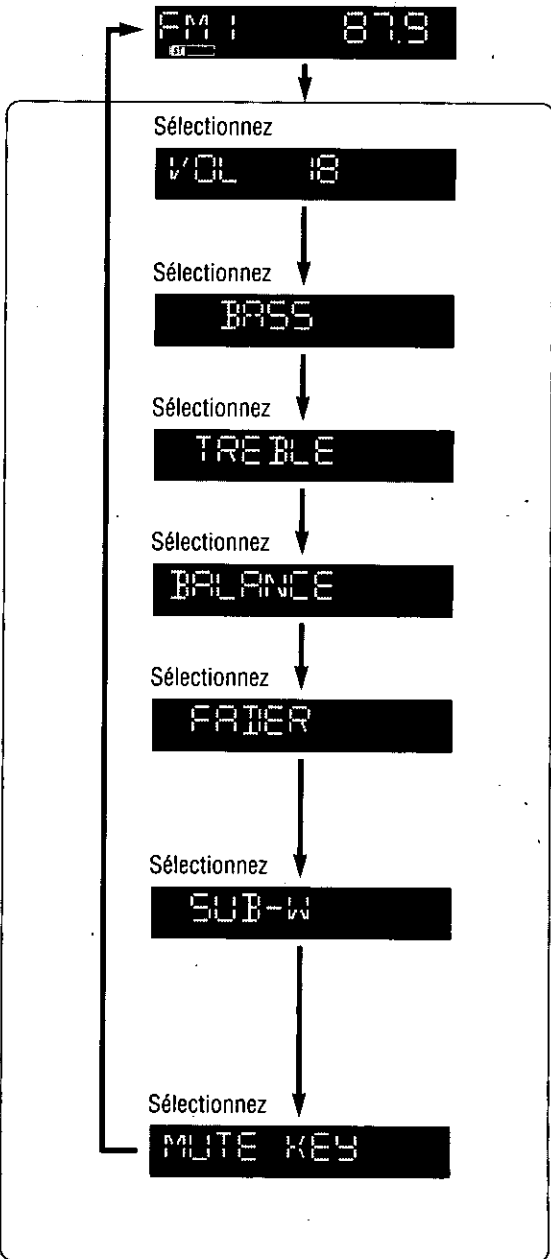 FM 1 87.9
ST
Sélectionnez
VOL 18
Sélectionnez
BASS
Sélectionnez
TREBLE
Sélectionnez
BALANCE
Sélectionnez
FADER
Sélectionnez
SUB-W
Sélectionnez
MUTE KEY